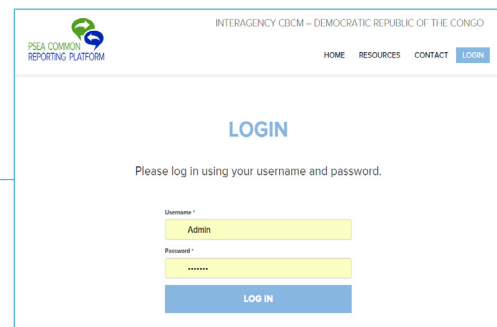 INTERAGENCY CBCM – DEMOCRATIC REPUBLIC OF THE CONGO
PSEA COMMON
REPORTING PLATFORM
HOME RESOURCES CONTACT LOGIN
LOGIN
Please log in using your username and password.
Username *
Admin
Password *
•••••••
LOG IN